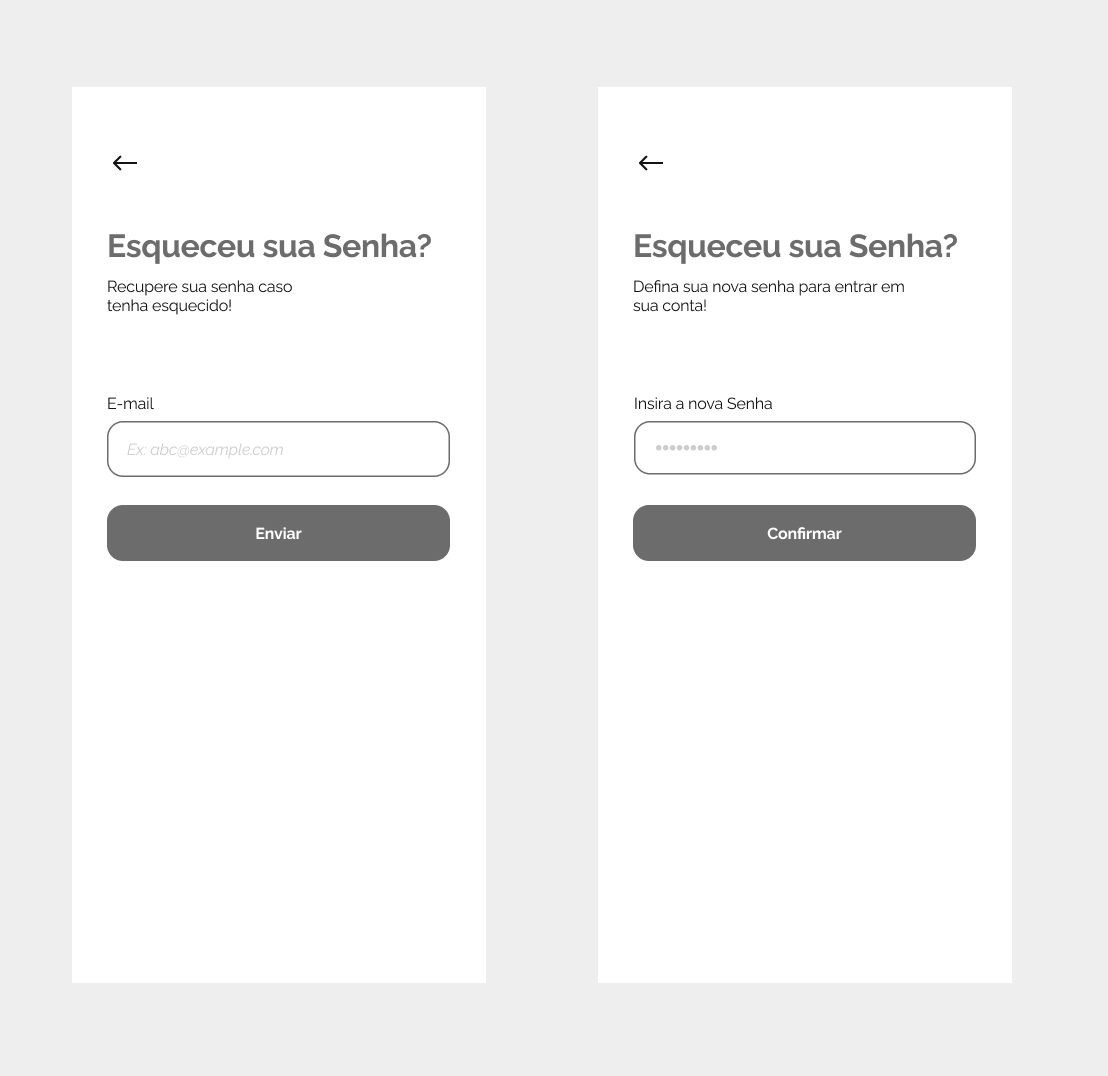 Esqueceu sua Senha?
Recupere sua senha caso
tenha esquecido!
E-mail
Ex: abc@example.com
Enviar
Esqueceu sua Senha?
Defina sua nova senha para entrar em
sua conta!
Insira a nova Senha
•••••••••
Confirmar